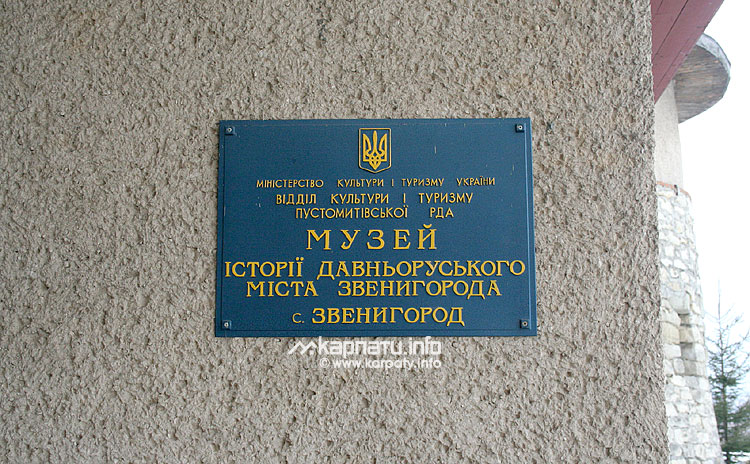 МІНІСТЕРСТВО КУЛЬТУРИ І ТУРИЗМУ УКРАЇНИ
ВІДДІЛ КУЛЬТУРИ І ТУРИЗМУ
ПУСТОМИТІВСЬКОЇ РДА
МУЗЕЙ
ІСТОРІЇ ДАВНЬОРУСЬКОГО
МІСТА ЗВЕНИГОРОДА
с. ЗВЕНИГОРОД
карпати.info
© www.karpaty.info